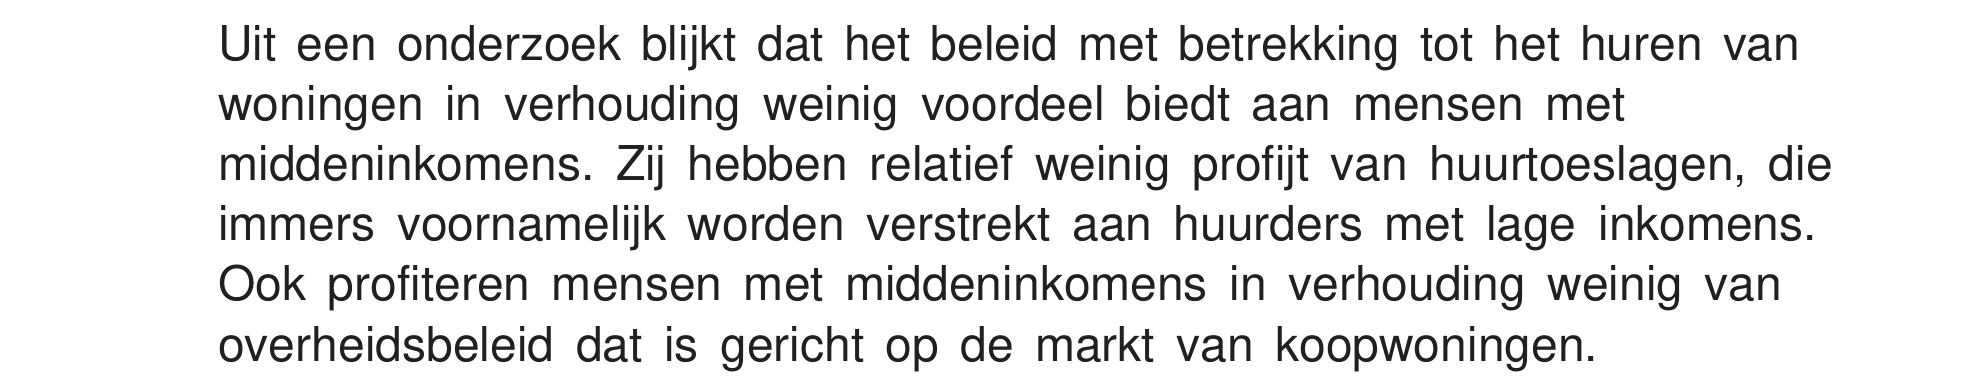 Uit een onderzoek blijkt dat het beleid met betrekking tot het huren van
woningen in verhouding weinig voordeel biedt aan mensen met
middeninkomens. Zij hebben relatief weinig profijt van huurtoeslagen, die
immers voornamelijk worden verstrekt aan huurders met lage inkomens.
Ook profiteren mensen met middeninkomens in verhouding weinig van
overheidsbeleid dat is gericht op de markt van koopwoningen.